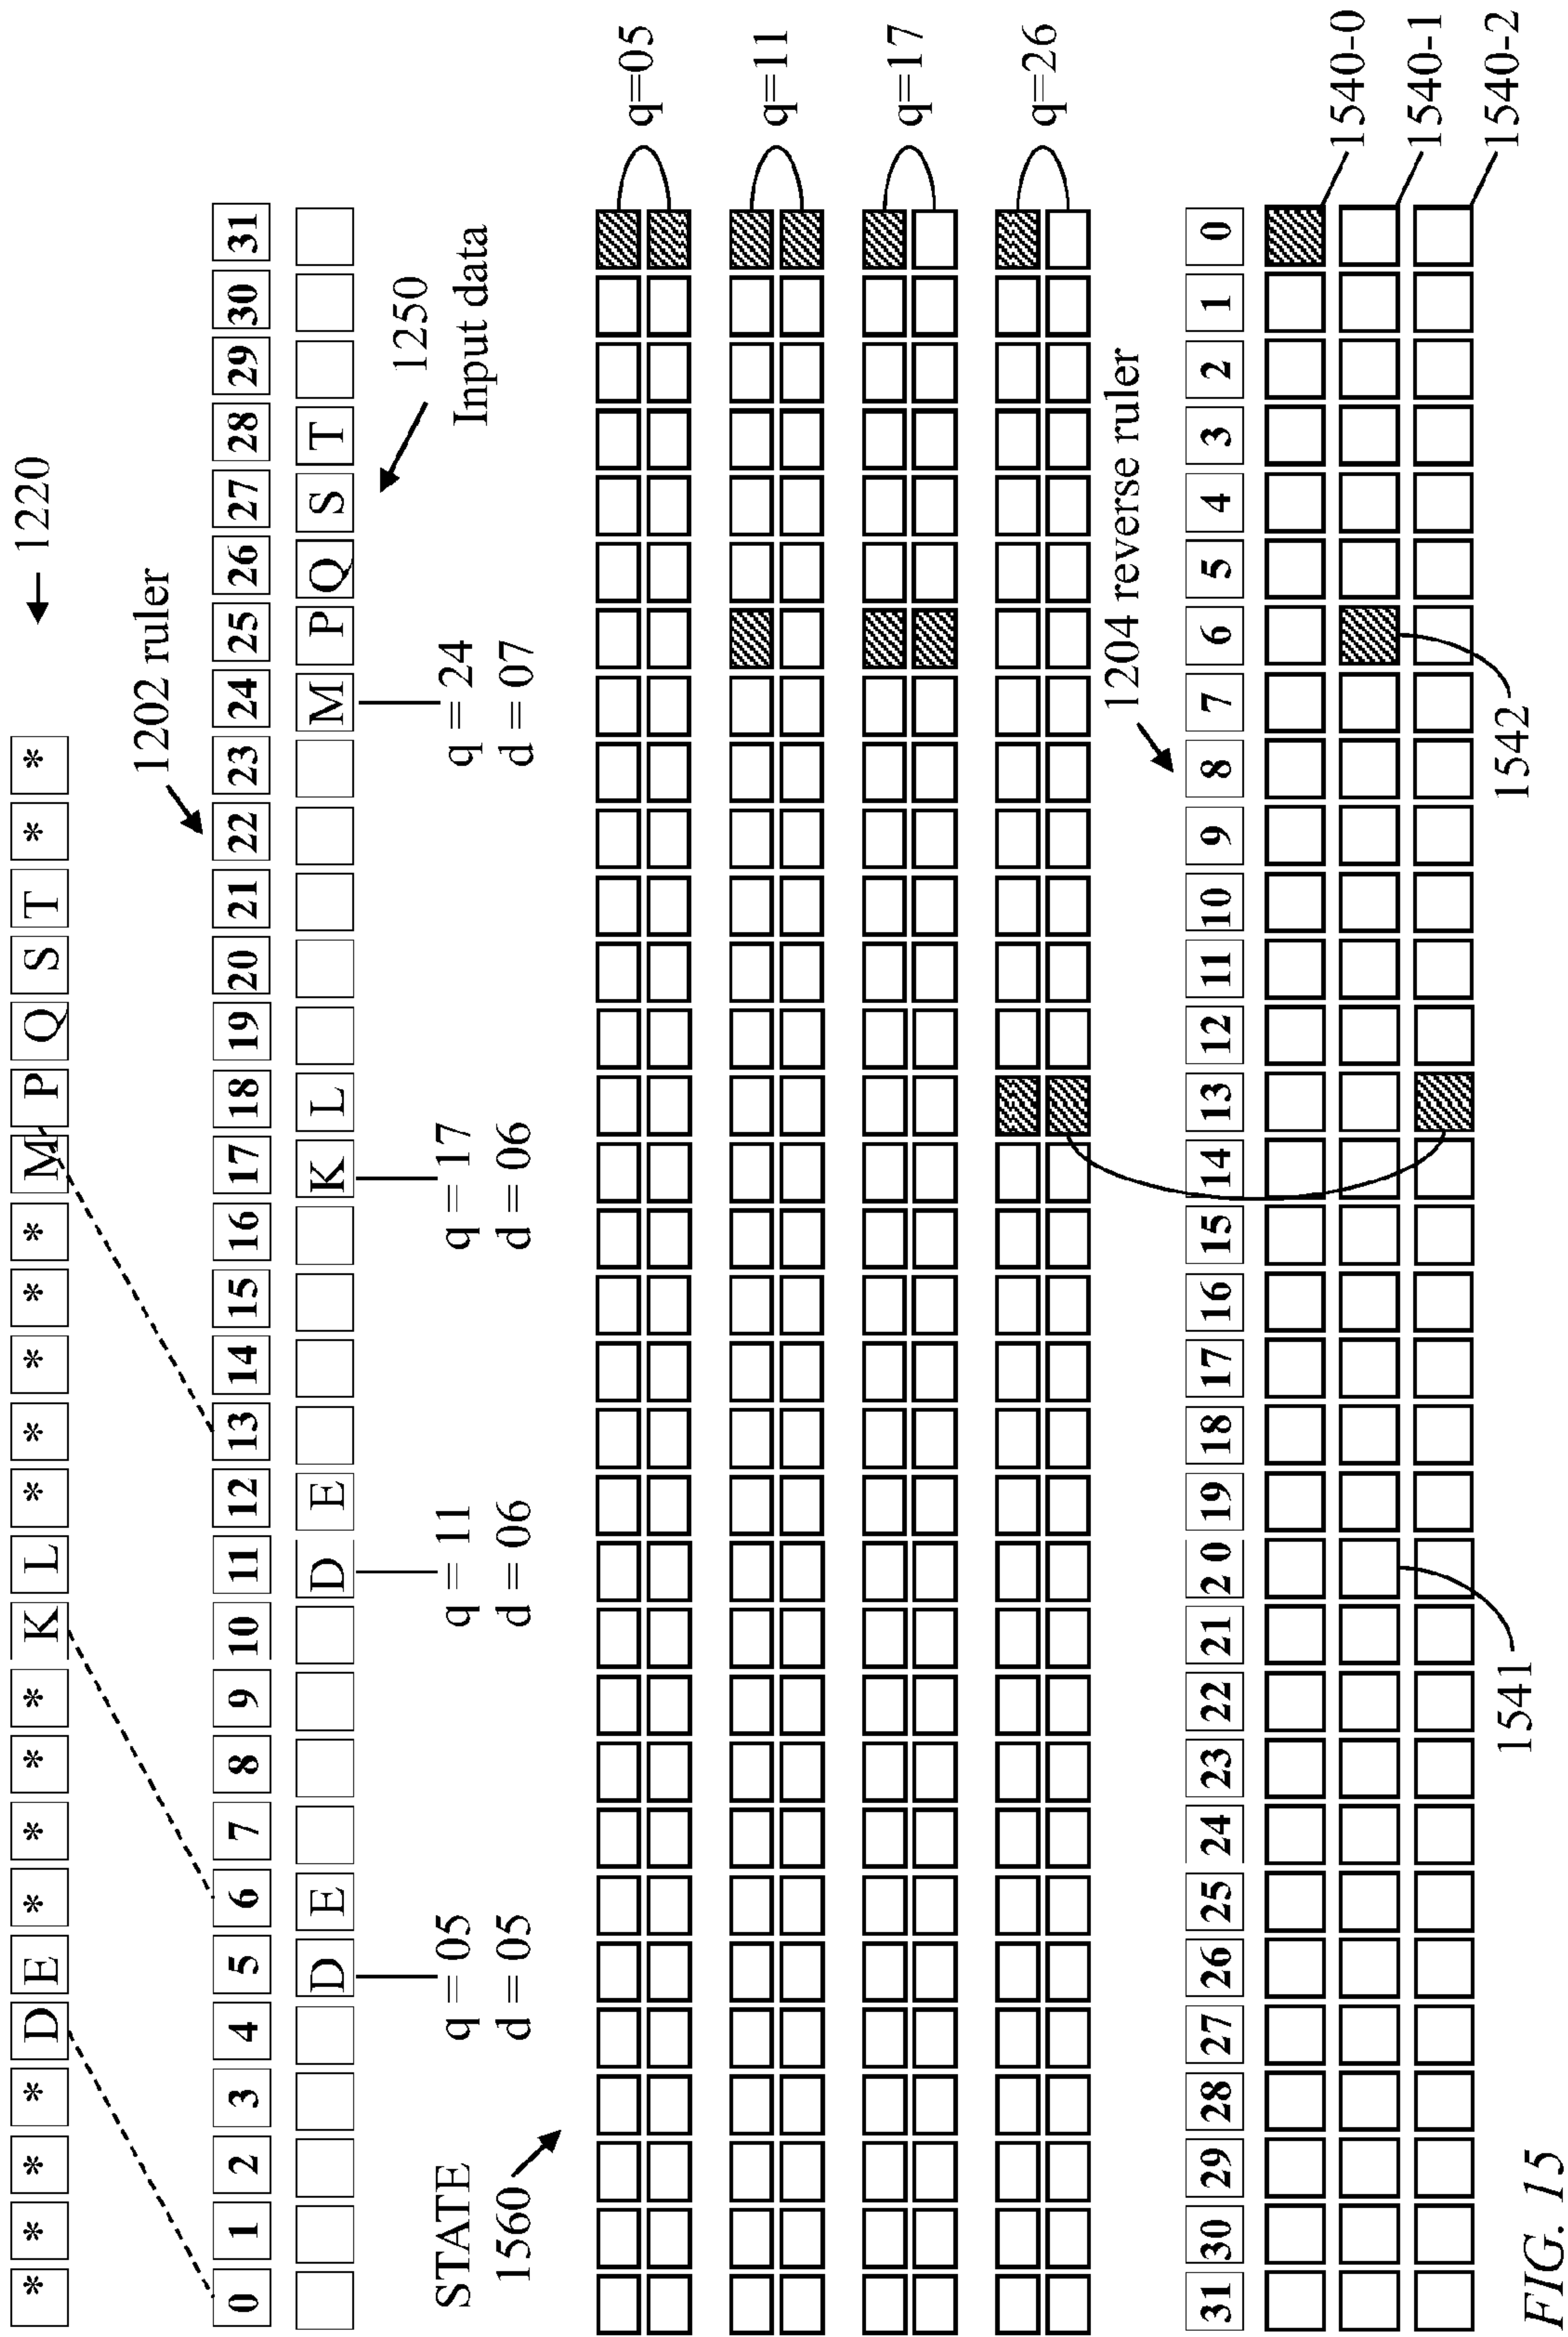 * * * * D E * * * * K L * * * * * M P Q S T * * 1220
1202 ruler
0 1 2 3 4 5 6 7 8 9 10 11 12 13 14 15 16 17 18 19 20 21 22 23 24 25 26 27 28 29 30 31
D E D E K L M P Q S T
1250
Input data
q = 05
d = 05
q = 11
d = 06
q = 17
d = 06
q = 24
d = 07
STATE
1560
q=05
q=11
q=17
q=26
1204 reverse ruler
31 30 29 28 27 26 25 24 23 22 21 2 0 19 18 17 16 15 14 13 12 11 10 9 8 7 6 5 4 3 2 1 0
1540-0
1540-1
1540-2
1541
1542
FIG. 15